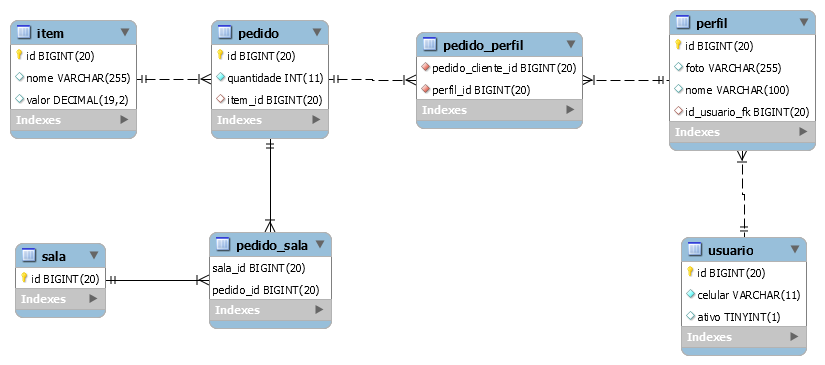 item
id BIGINT(20)
nome VARCHAR(255)
valor DECIMAL(19,2)
Indexes
pedido
id BIGINT(20)
quantidade INT(11)
item_id BIGINT(20)
Indexes
pedido_perfil
pedido_cliente_id BIGINT(20)
perfil_id BIGINT(20)
Indexes
perfil
id BIGINT(20)
foto VARCHAR(255)
nome VARCHAR(100)
id_usuario_fk BIGINT(20)
Indexes
sala
id BIGINT(20)
Indexes
pedido_sala
sala_id BIGINT(20)
pedido_id BIGINT(20)
Indexes
usuario
id BIGINT(20)
celular VARCHAR(11)
ativo TINYINT(1)
Indexes